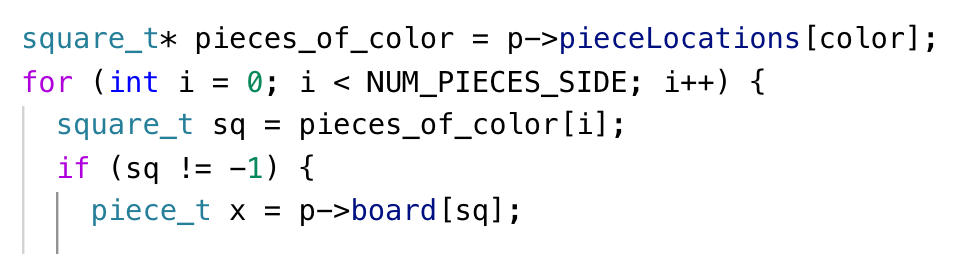 square_t* pieces_of_color = p->pieceLocations[color];
for (int i = 0; i < NUM_PIECES_SIDE; i++) {
  square_t sq = pieces_of_color[i];
  if (sq != -1) {
    piece_t x = p->board[sq];